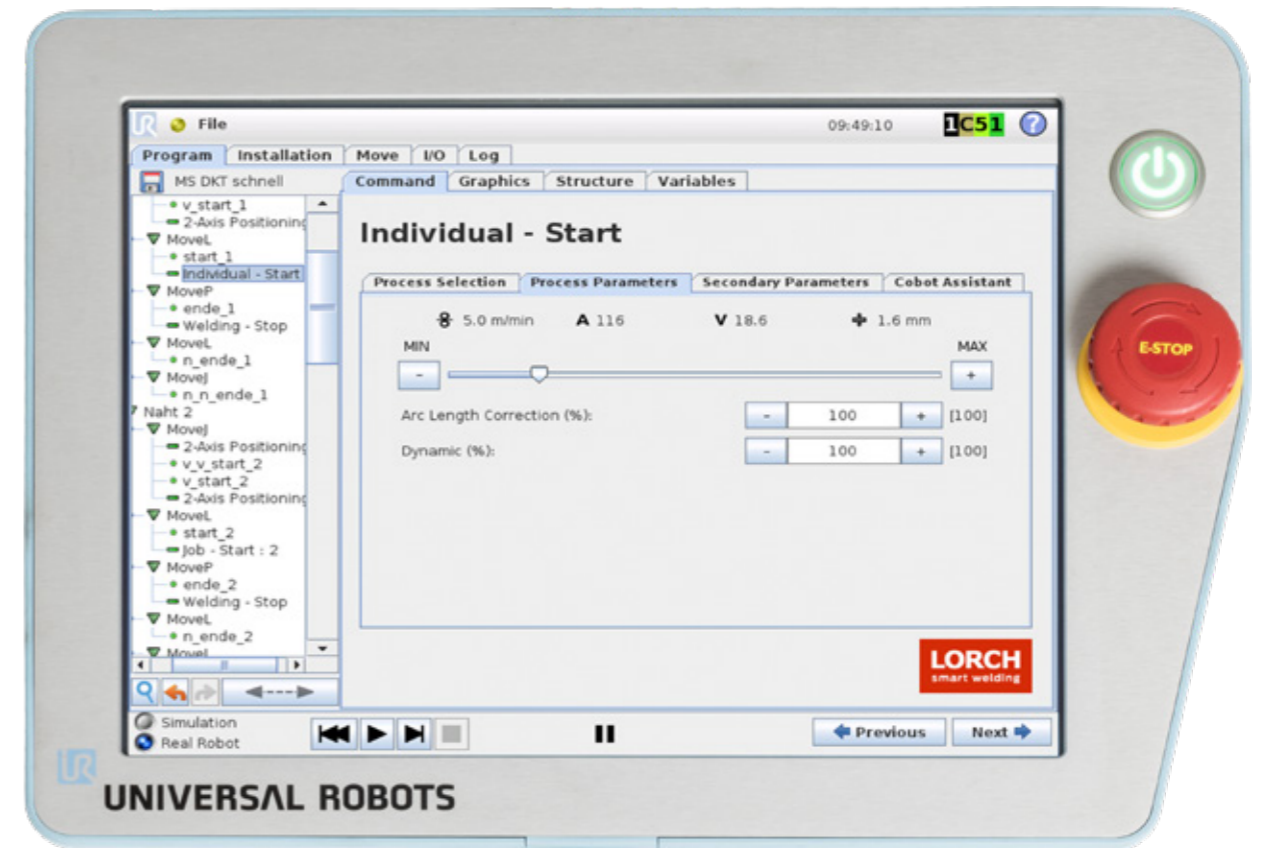 File
09:49:10
1C51
?
Program Installation Move I/O Log
MS DKT schnell
Command Graphics Structure Variables
v_start_1
2-Axis Positioning
MoveL
start_1
Individual - Start
MoveP
ende_1
Welding - Stop
MoveL
n_ende_1
MoveJ
n_n_ende_1
Naht 2
MoveJ
2-Axis Positioning
v_v_start_2
v_start_2
2-Axis Positioning
MoveL
start_2
Job - Start : 2
MoveP
ende_2
Welding - Stop
MoveL
n_ende_2
Individual - Start
Process Selection Process Parameters Secondary Parameters Cobot Assistant
5.0 m/min A 116 V 18.6 1.6 mm
MIN MAX
- +
Arc Length Correction (%): - 100 + [100]
Dynamic (%): - 100 + [100]
LORCH
smart welding
Simulation
Real Robot
Previous Next
E-STOP
UR
UNIVERSAL ROBOTS